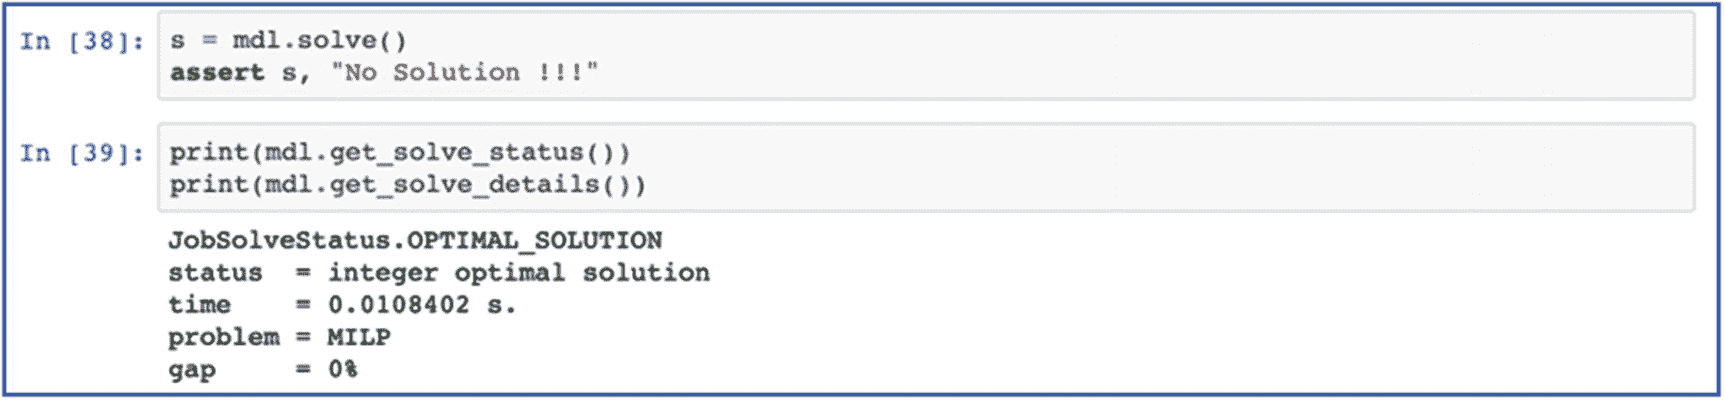 In [38]: s = mdl.solve()
assert s, "No Solution !!!"
In [39]: print(mdl.get_solve_status())
print(mdl.get_solve_details())
JobSolveStatus.OPTIMAL_SOLUTION
status  = integer optimal solution
time    = 0.0108402 s.
problem = MILP
gap     = 0%